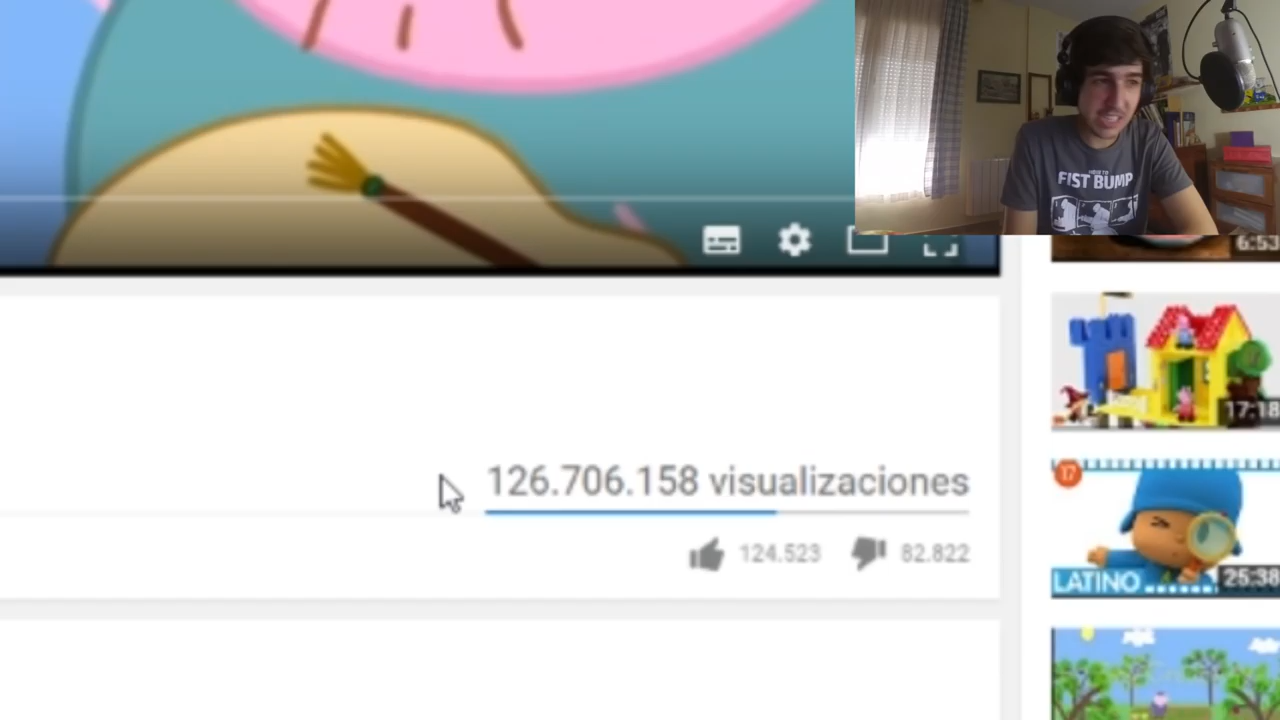 FIST BUMP
6:53
17:18
126.706.158 visualizaciones
17
124.523
82.822
LATINO
25:38